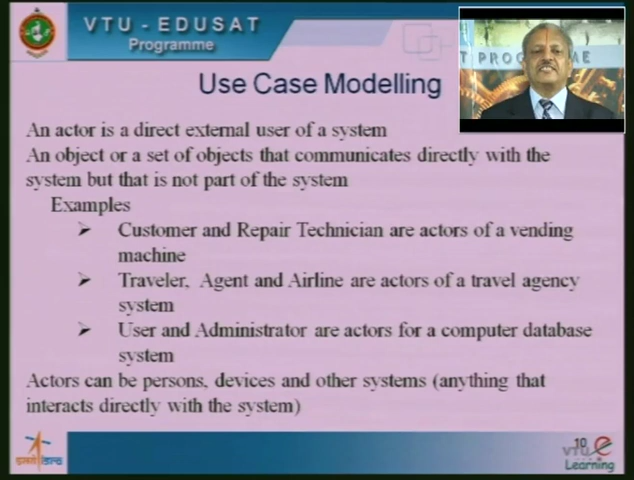 VTU - EDUSAT
Programme
T PROGRAMME
Use Case Modelling
An actor is a direct external user of a system
An object or a set of objects that communicates directly with the
system but that is not part of the system
Examples
Customer and Repair Technician are actors of a vending
machine
Traveler, Agent and Airline are actors of a travel agency
system
User and Administrator are actors for a computer database
system
Actors can be persons, devices and other systems (anything that
interacts directly with the system)
10
VTU e
Learning